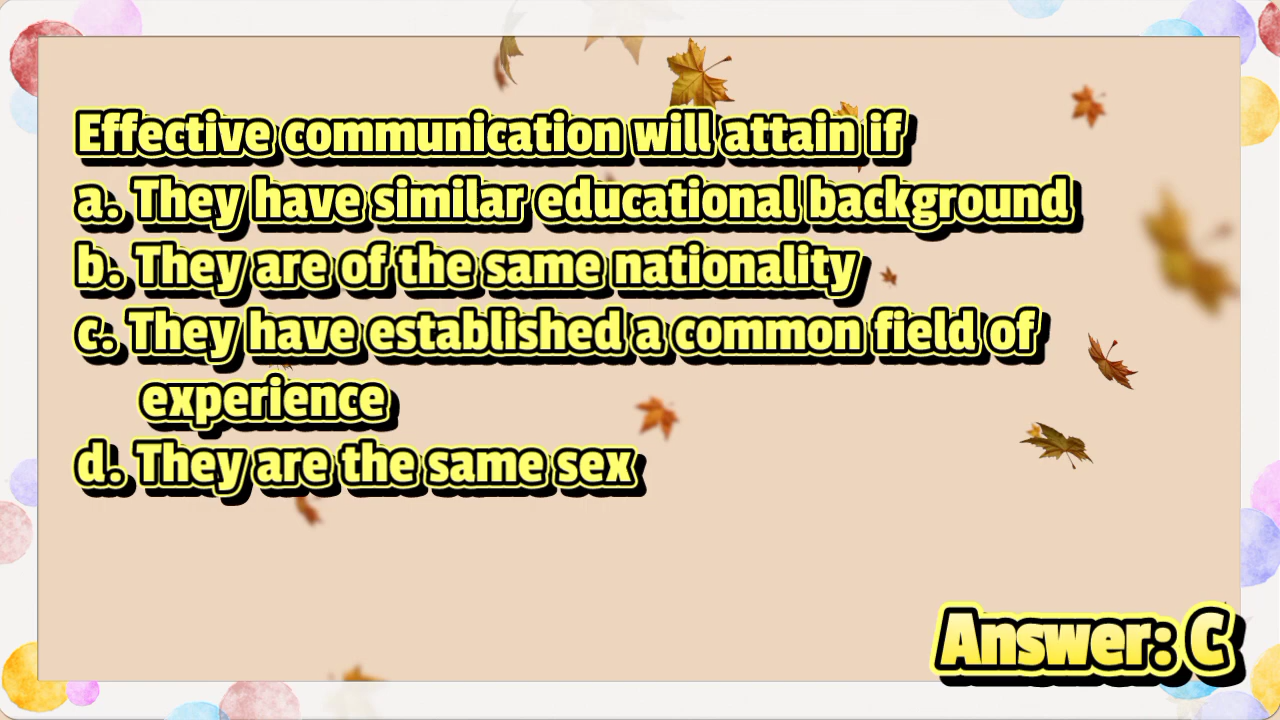 Effective communication will attain if
a. They have similar educational background
b. They are of the same nationality
c. They have established a common field of
experience
d. They are the same sex
Answer: C